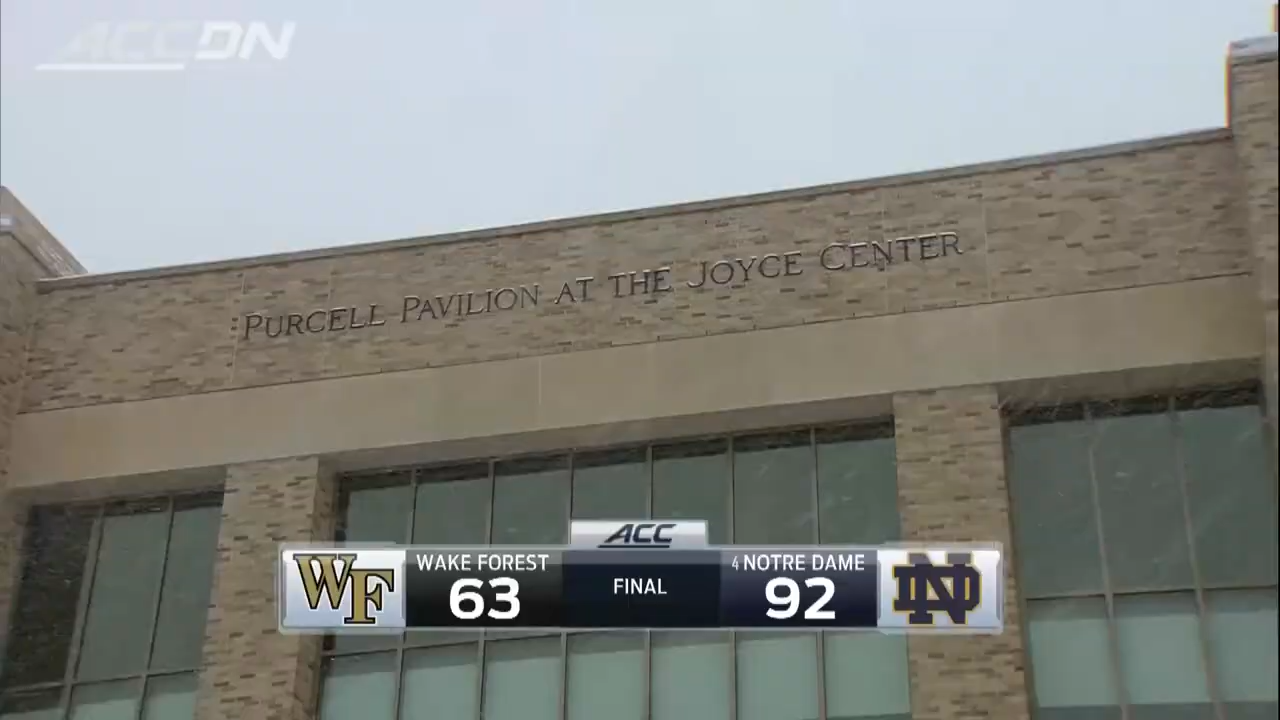 ACCDN
PURCELL PAVILION AT THE JOYCE CENTER
ACC
WF
WAKE FOREST
63
FINAL
4 NOTRE DAME
92
ND